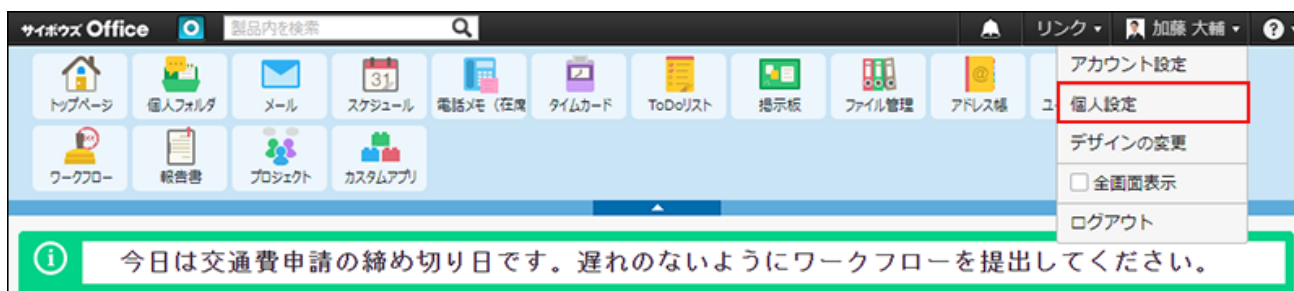 サイボウズ Office 製品内を検索 リンク 加藤 大輔 ?
トップページ 個人フォルダ メール スケジュール 電話メモ（在席 タイムカード ToDoリスト 掲示板 ファイル管理 アドレス帳 ユ
ワークフロー 報告書 プロジェクト カスタムアプリ
アカウント設定
個人設定
デザインの変更
全画面表示
ログアウト
今日は交通費申請の締め切り日です。遅れのないようにワークフローを提出してください。